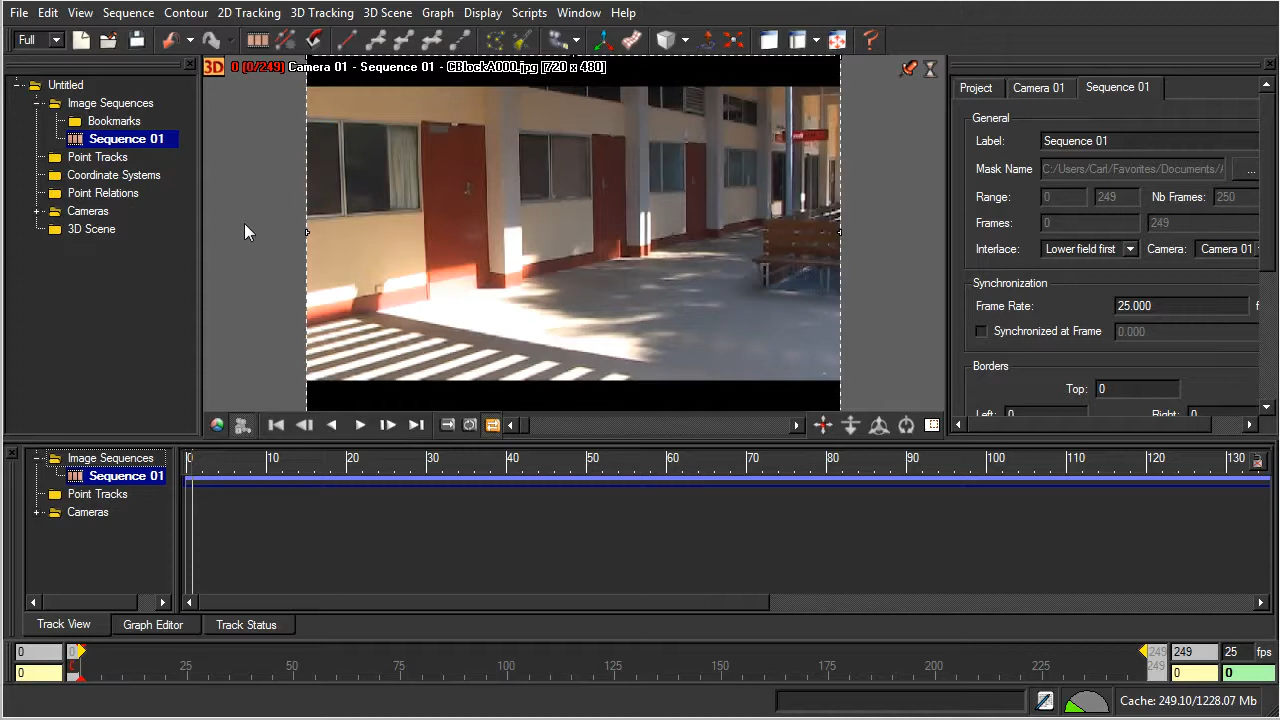 File Edit View Sequence Contour 2D Tracking 3D Tracking 3D Scene Graph Display Scripts Window Help
Full
3D 0 [0/249] Camera 01 - Sequence 01 - CBlockA000.jpg [720 x 480]
Untitled
Image Sequences
Bookmarks
Sequence 01
Point Tracks
Coordinate Systems
Point Relations
Cameras
3D Scene
Project Camera 01 Sequence 01
General
Label: Sequence 01
Mask Name C:/Users/Carl/Favorites/Documents/ ...
Range: 0 249 Nb Frames: 250
Frames: 0 249
Interlace: Lower field first Camera: Camera 01
Synchronization
Frame Rate: 25.000 f
Synchronized at Frame 0.000
Borders
Top: 0
Left: 0 Right: 0
Image Sequences
Sequence 01
Point Tracks
Cameras
0 10 20 30 40 50 60 70 80 90 100 110 120 130
Track View Graph Editor Track Status
0 0 249 249 25 fps
0 C 25 50 75 100 125 150 175 200 225 249 0 0
Cache: 249.10/1228.07 Mb